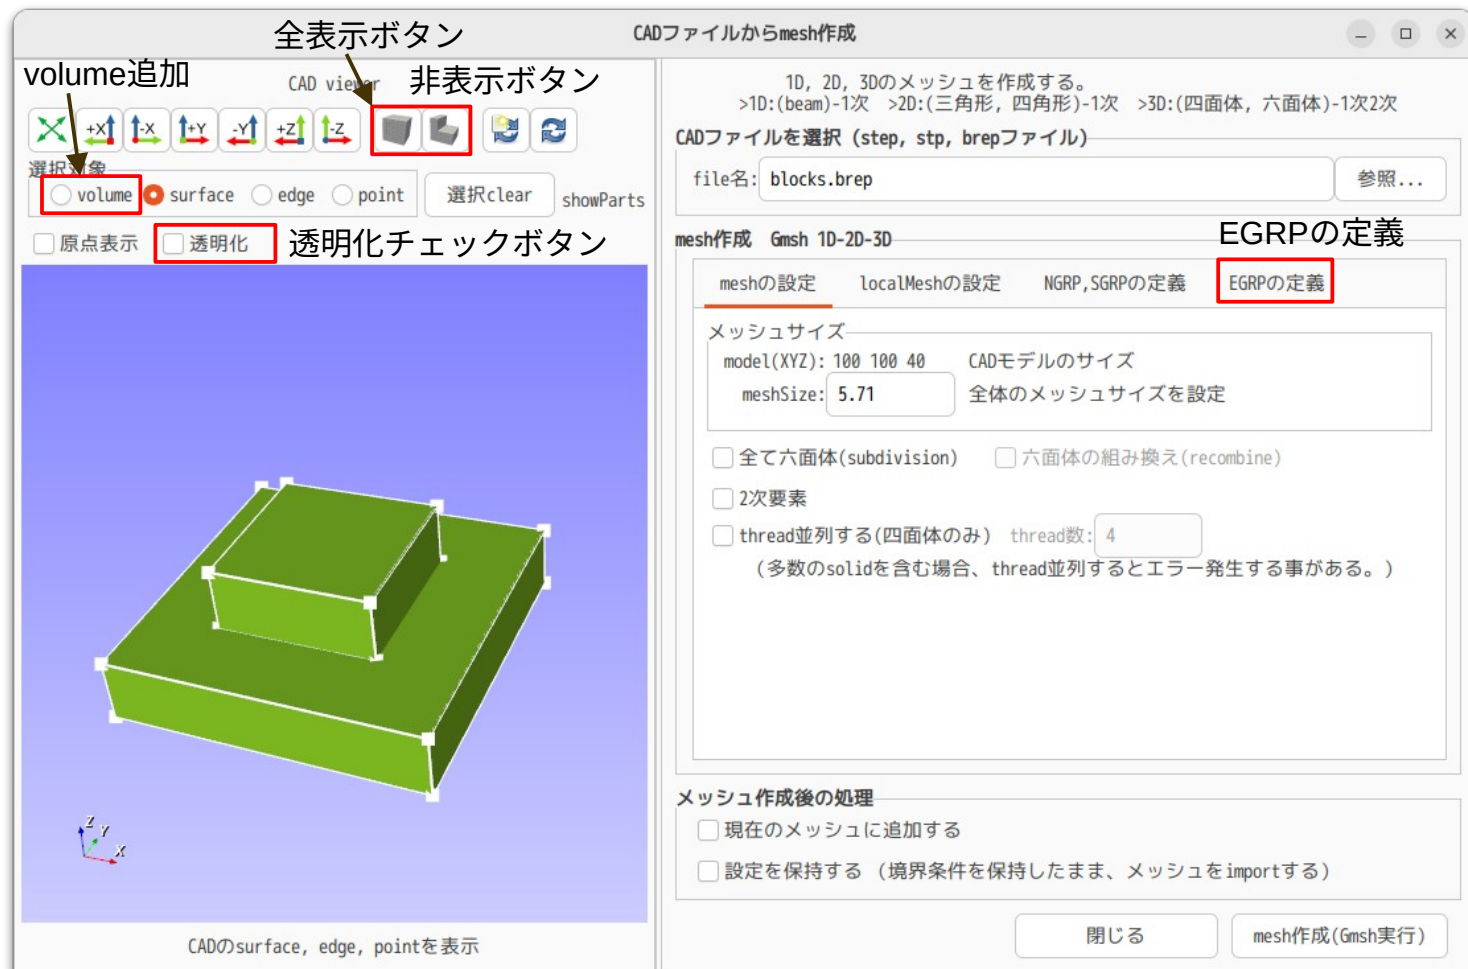 CADファイルからmesh作成
全表示ボタン
volume追加
CAD viewer
非表示ボタン
+X
-X
+Y
-Y
+Z
-Z
選択対象
volume surface edge point
選択clear
showParts
原点表示
透明化
透明化チェックボタン
Z
Y
X
CADのsurface, edge, pointを表示
1D, 2D, 3Dのメッシュを作成する。
>1D:(beam)-1次 >2D:(三角形, 四角形)-1次 >3D:(四面体, 六面体)-1次2次
CADファイルを選択 (step, stp, brepファイル)
file名: blocks.brep 参照...
mesh作成 Gmsh 1D-2D-3D
EGRPの定義
meshの設定 localMeshの設定 NGRP,SGRPの定義 EGRPの定義
メッシュサイズ
model(XYZ): 100 100 40 CADモデルのサイズ
meshSize: 5.71 全体のメッシュサイズを設定
全て六面体(subdivision) 六面体の組み換え(recombine)
2次要素
thread並列する(四面体のみ) thread数: 4
(多数のsolidを含む場合、thread並列するとエラー発生する事がある。)
メッシュ作成後の処理
現在のメッシュに追加する
設定を保持する (境界条件を保持したまま、メッシュをimportする)
閉じる mesh作成(Gmsh実行)